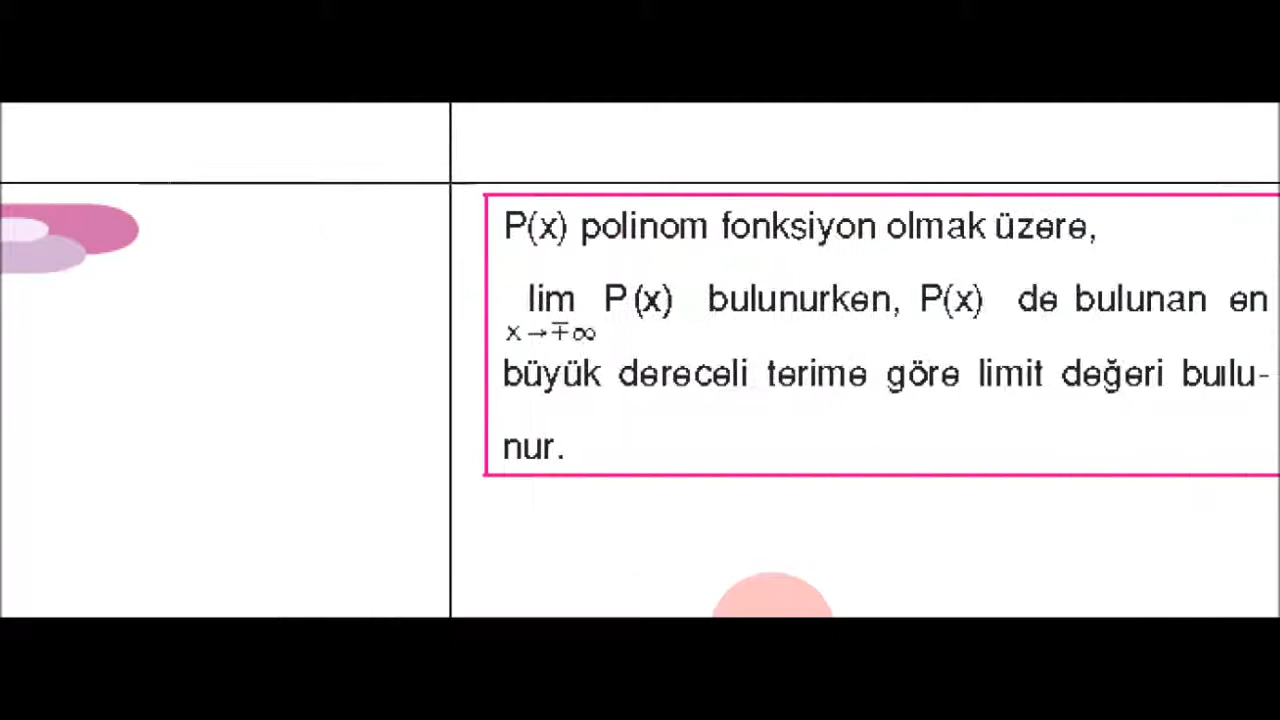 P(x) polinom fonksiyon olmak üzere,
lim P(x) bulunurken, P(x) de bulunan en
x→∓∞
büyük dereceli terime göre limit değeri bulu-
nur.